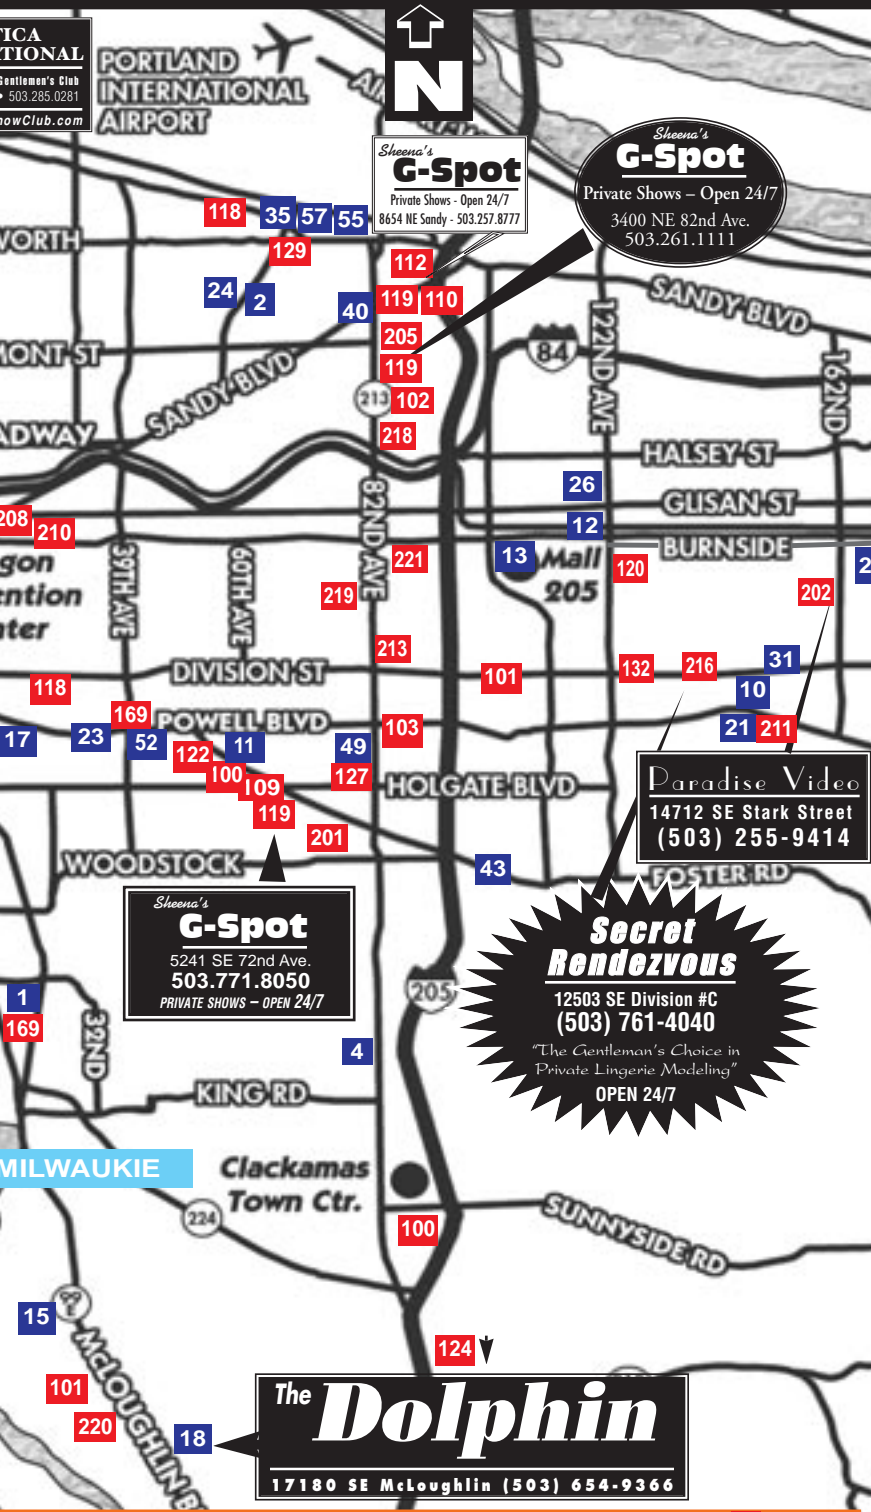 TICA
ATIONAL
Gentlemen's Club
• 503.285.0281
howClub.com
PORTLAND
INTERNATIONAL
AIRPORT
N
Sheena's
G-Spot
Private Shows - Open 24/7
8654 NE Sandy - 503.257.8777
Sheena's
G-Spot
Private Shows – Open 24/7
3400 NE 82nd Ave.
503.261.1111
118
35
57
55
WORTH
129
112
24
2
40
119
110
SANDY BLVD
205
MONT ST
119
84
122ND AVE
162ND
SANDY BLVD
213
102
ADWAY
218
HALSEY ST
82ND AVE
26
GLISAN ST
208
210
12
BURNSIDE
39TH AVE
60TH AVE
221
13
Mall
205
120
2
gon
ention
nter
219
202
213
DIVISION ST
118
101
132
216
31
10
169
POWELL BLVD
103
21
211
17
23
52
11
49
122
100
109
127
HOLGATE BLVD
119
201
Paradise Video
14712 SE Stark Street
(503) 255-9414
WOODSTOCK
43
FOSTER RD
Sheena's
G-Spot
5241 SE 72nd Ave.
503.771.8050
PRIVATE SHOWS – OPEN 24/7
Secret
Rendezvous
12503 SE Division #C
(503) 761-4040
"The Gentleman's Choice in
Private Lingerie Modeling"
OPEN 24/7
205
1
169
32ND
4
KING RD
MILWAUKIE
Clackamas
Town Ctr.
224
100
SUNNYSIDE RD
15
99
E
McLOUGHLIN B
124
101
220
18
The
Dolphin
17180 SE McLoughlin (503) 654-9366